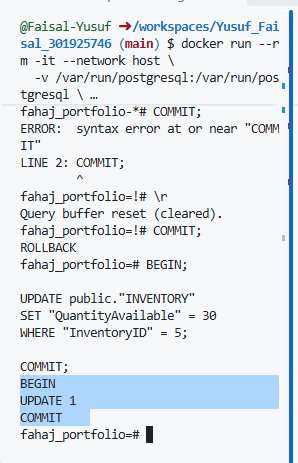 @Faisal-Yusuf ➜/workspaces/Yusuf_Fai
sal_301925746 (main) $ docker run --r
m -it --network host \
  -v /var/run/postgresql:/var/run/pos
tgresql \ …
fahaj_portfolio-*# COMMIT;
ERROR:  syntax error at or near "COMM
IT"
LINE 2: COMMIT;
        ^
fahaj_portfolio=!# \r
Query buffer reset (cleared).
fahaj_portfolio=!# COMMIT;
ROLLBACK
fahaj_portfolio=# BEGIN;

UPDATE public."INVENTORY"
SET "QuantityAvailable" = 30
WHERE "InventoryID" = 5;

COMMIT;
BEGIN
UPDATE 1
COMMIT
fahaj_portfolio=#